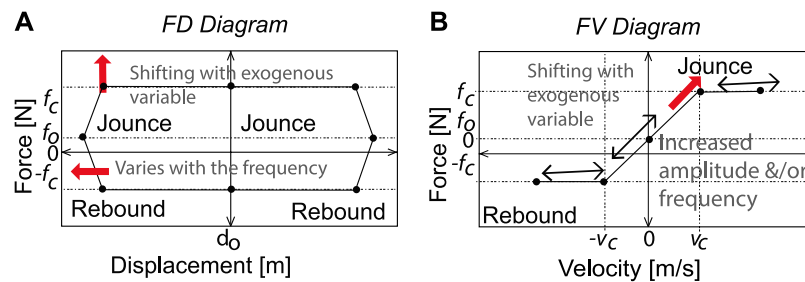 A
FD Diagram
Force [N]
f_c
f_o
0
-f_c
Shifting with exogenous
variable
Jounce
Jounce
Varies with the frequency
Rebound
Rebound
d_o
Displacement [m]
B
FV Diagram
Force [N]
f_c
f_o
0
-f_c
Shifting with
exogenous
variable
Jounce
Increased
amplitude &/or
frequency
Rebound
-v_c
0
v_c
Velocity [m/s]